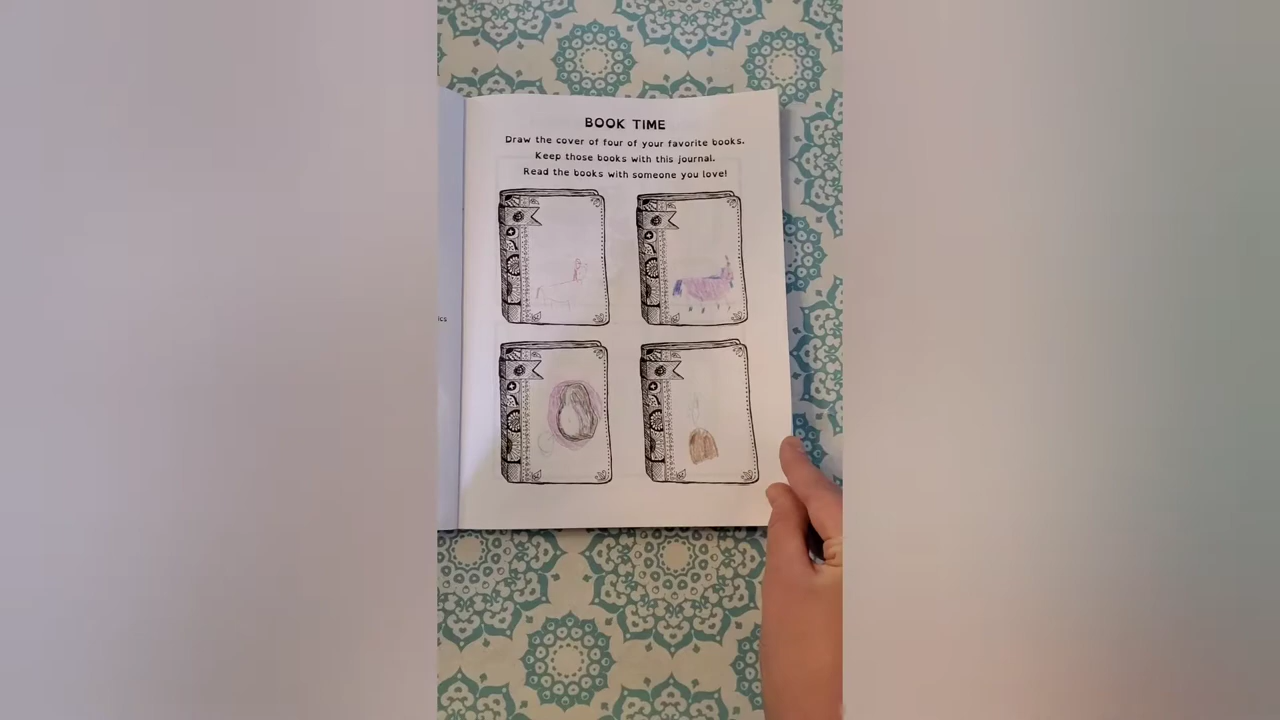 BOOK TIME
Draw the cover of four of your favorite books.
Keep those books with this journal.
Read the books with someone you love!
ics